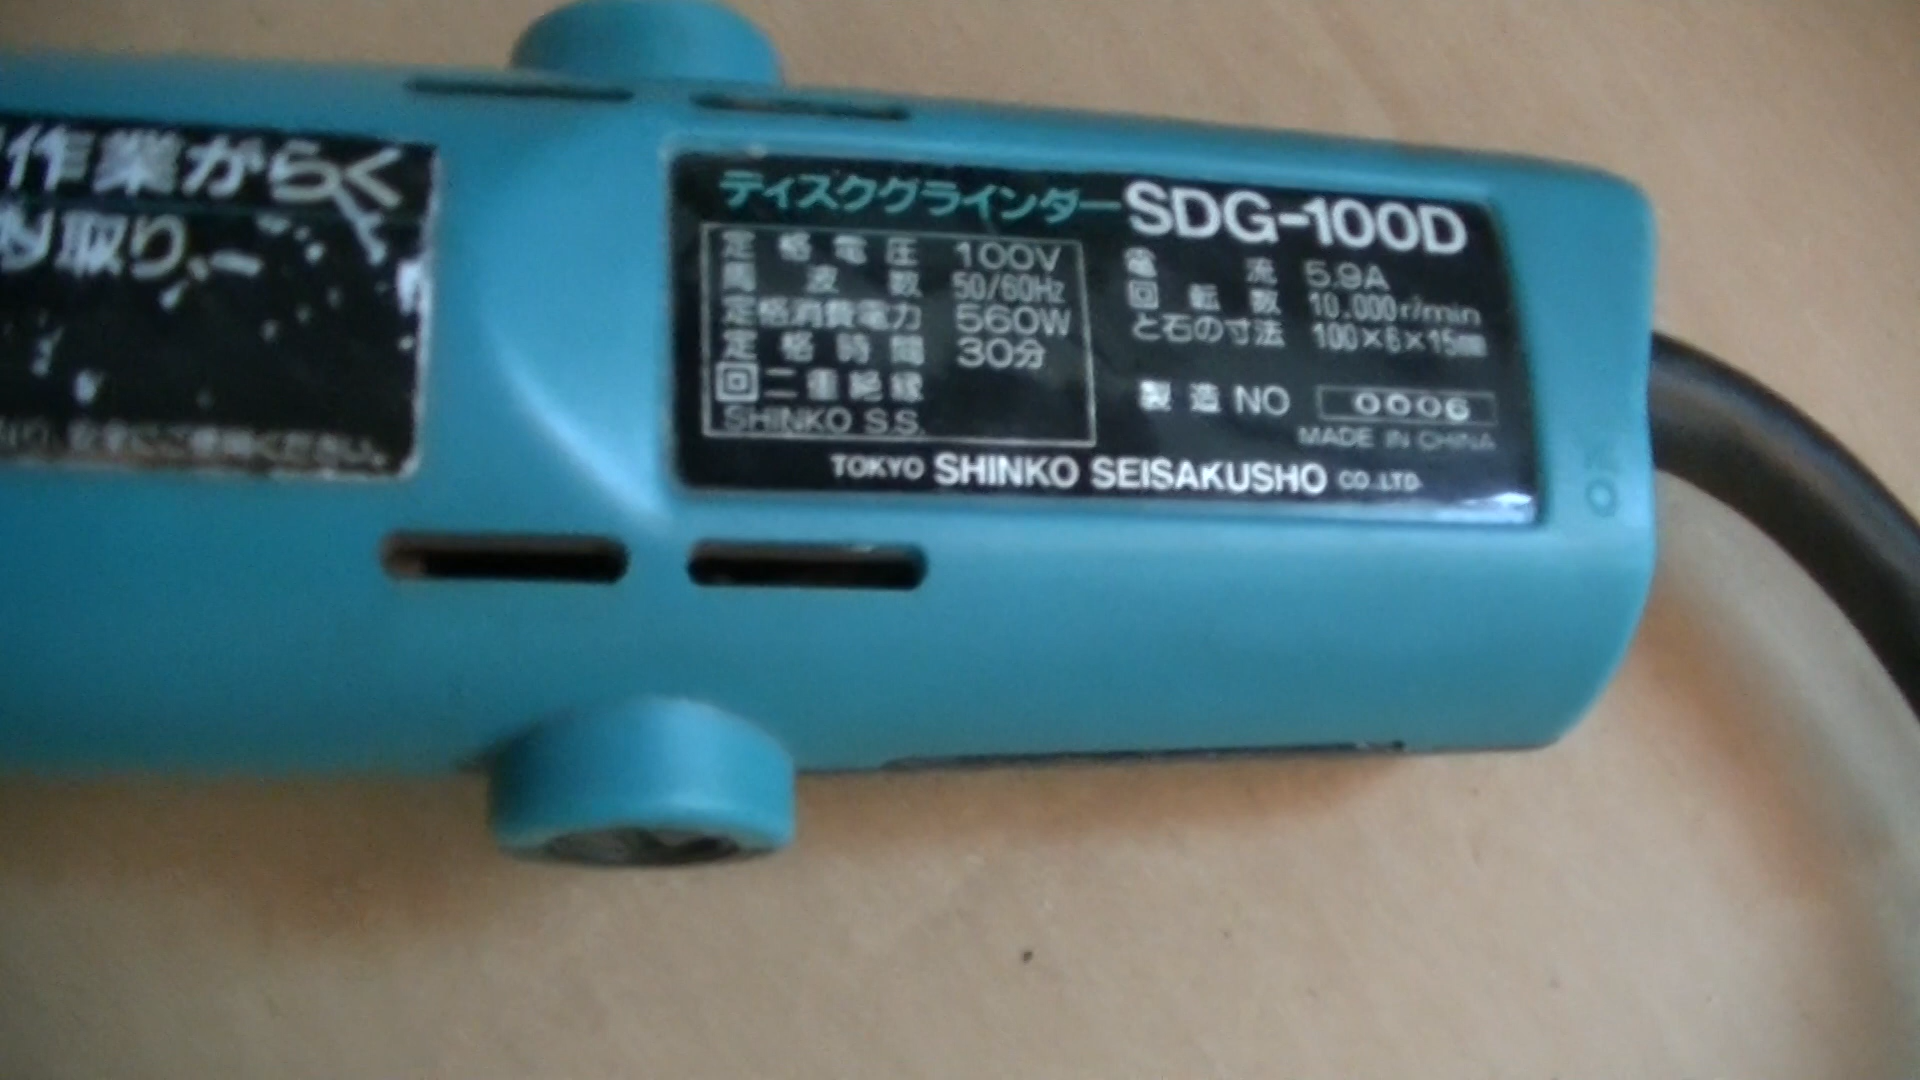 作業がらく
取り
ディスクグラインダー SDG-100D
定格電圧 100V
周波数 50/60Hz
定格消費電力 560W
定格時間 30分
回 二重絶縁
SHINKO S.S.
電流 5.9A
回転数 10.000r/min
と石の寸法 100×6×15㎜
製造NO 0006
MADE IN CHINA
TOKYO SHINKO SEISAKUSHO CO.,LTD